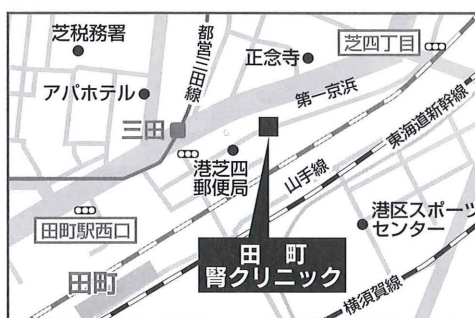 芝税務署
都営三田線
正念寺
芝四丁目
アパホテル
第一京浜
東海道新幹線
三田
港芝四
郵便局
山手線
田町駅西口
港区スポーツ
センター
田町
腎クリニック
田町
横須賀線